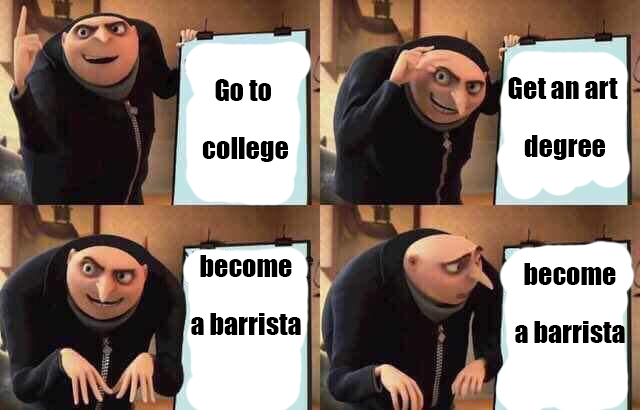 Go to
college
Get an art
degree
become
a barrista
become
a barrista